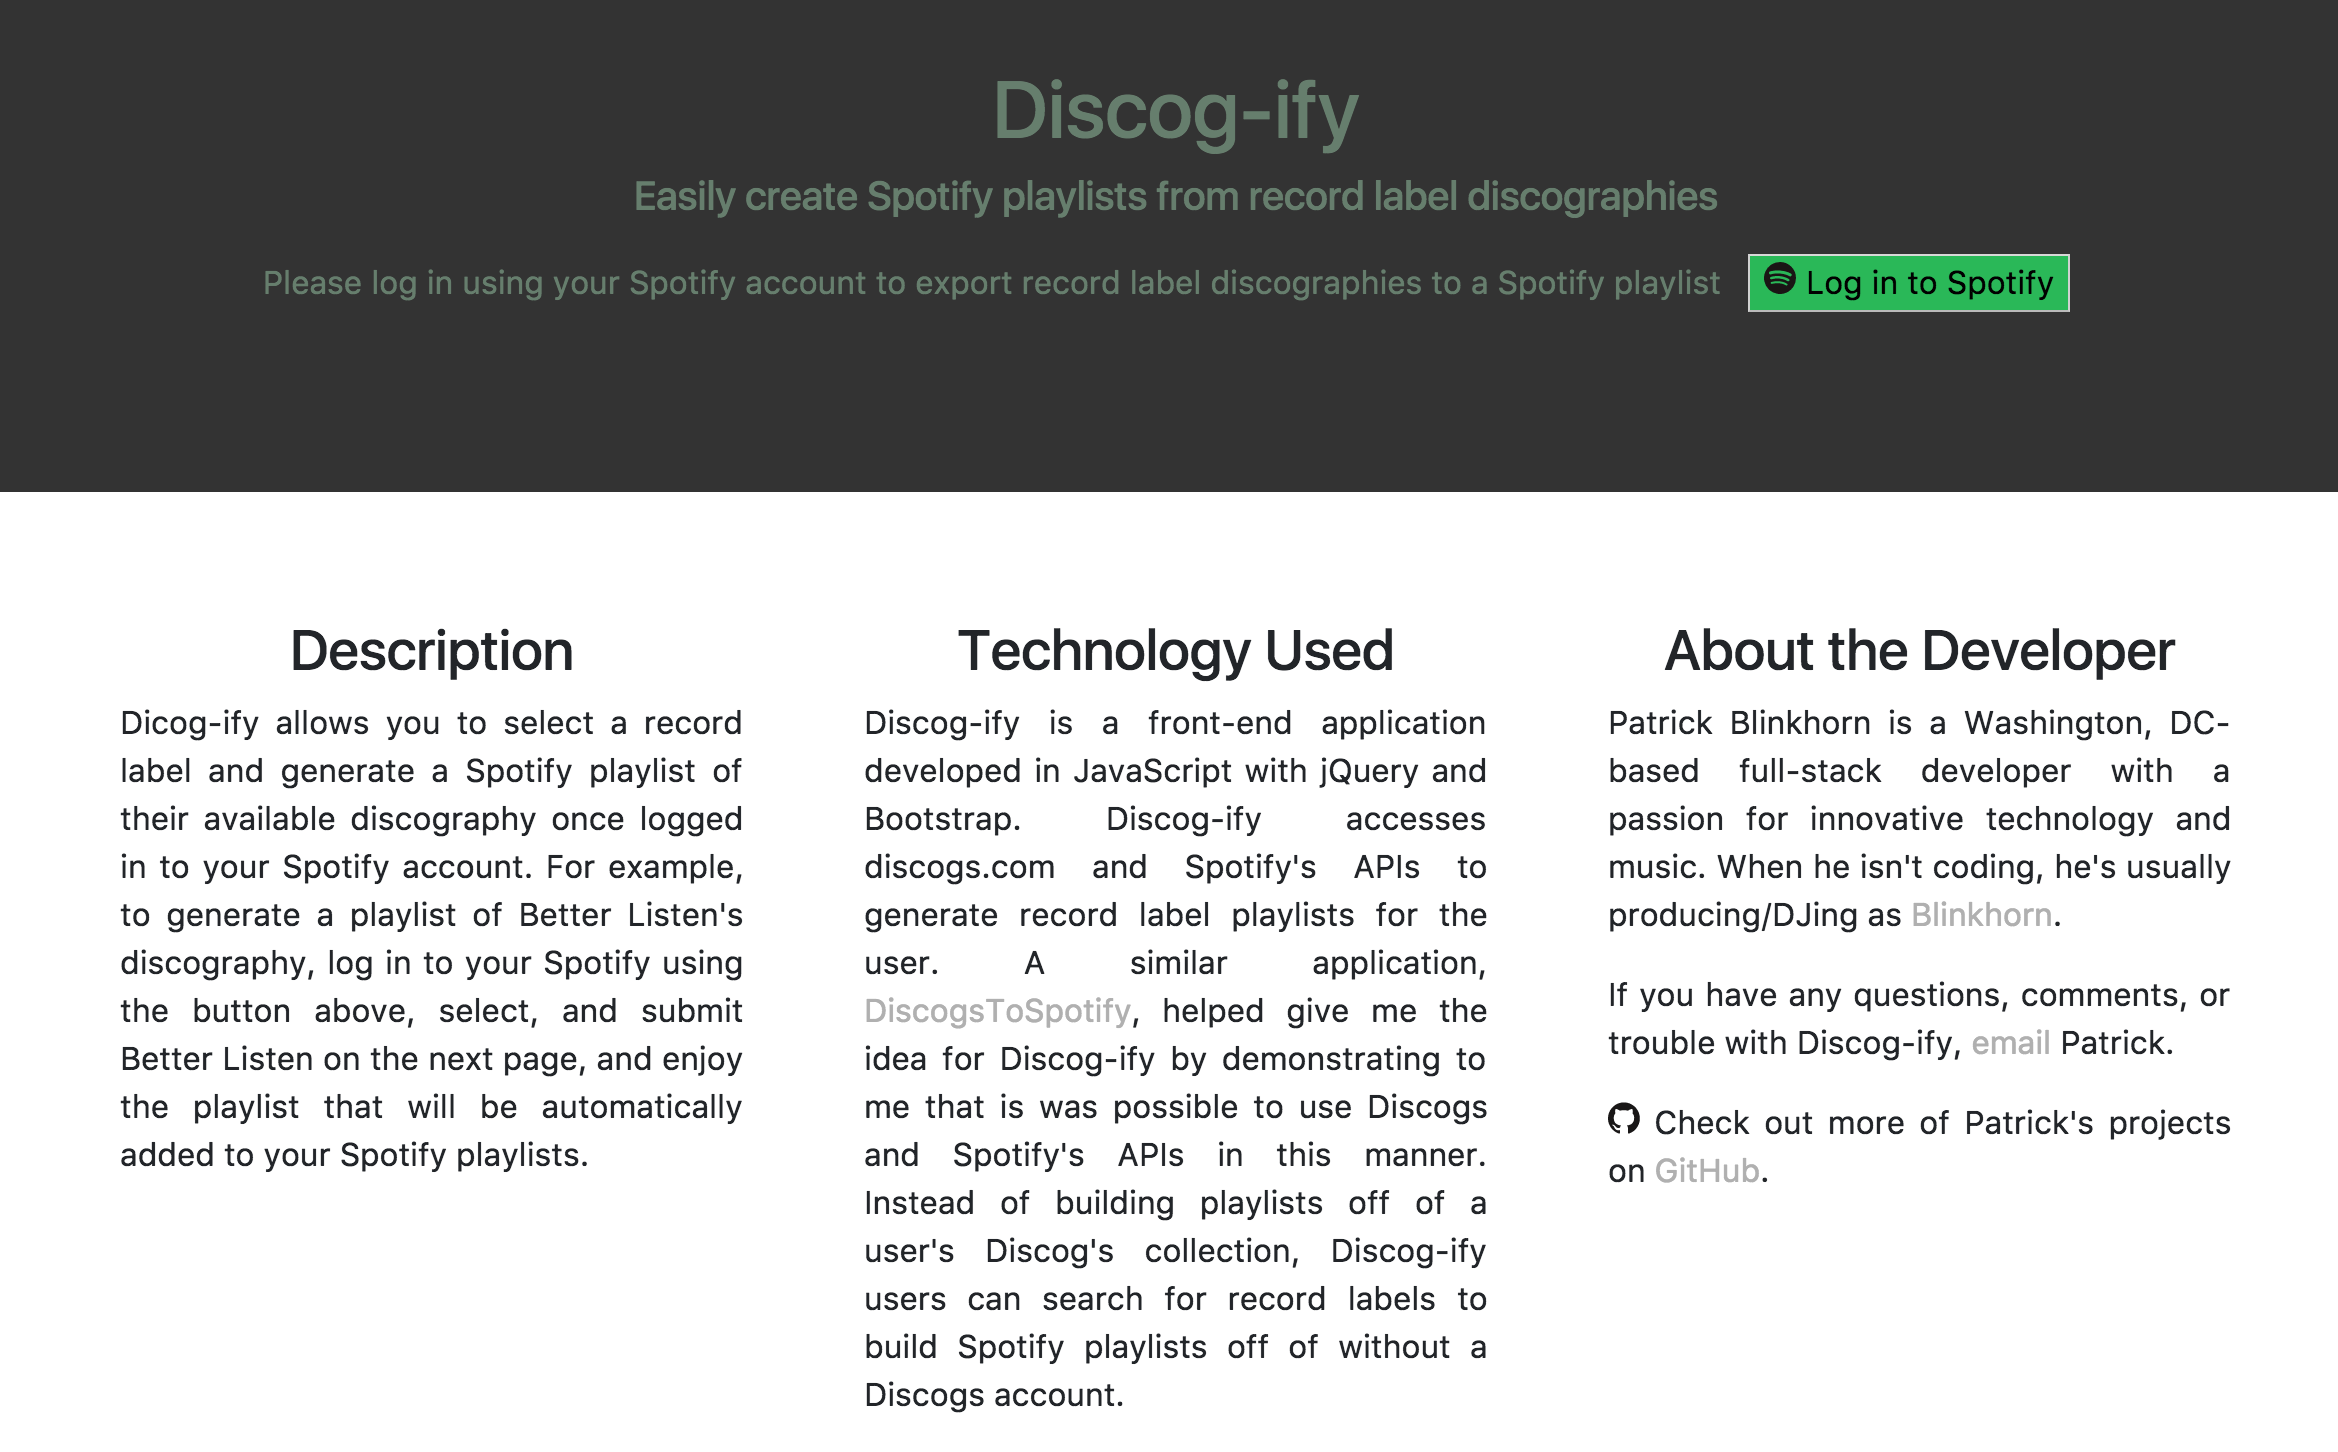 Discog-ify
Easily create Spotify playlists from record label discographies
Please log in using your Spotify account to export record label discographies to a Spotify playlist
Log in to Spotify
Description
Dicog-ify allows you to select a record
label and generate a Spotify playlist of
their available discography once logged
in to your Spotify account. For example,
to generate a playlist of Better Listen's
discography, log in to your Spotify using
the button above, select, and submit
Better Listen on the next page, and enjoy
the playlist that will be automatically
added to your Spotify playlists.
Technology Used
Discog-ify is a front-end application
developed in JavaScript with jQuery and
Bootstrap. Discog-ify accesses
discogs.com and Spotify's APIs to
generate record label playlists for the
user. A similar application,
DiscogsToSpotify, helped give me the
idea for Discog-ify by demonstrating to
me that is was possible to use Discogs
and Spotify's APIs in this manner.
Instead of building playlists off of a
user's Discog's collection, Discog-ify
users can search for record labels to
build Spotify playlists off of without a
Discogs account.
About the Developer
Patrick Blinkhorn is a Washington, DC-
based full-stack developer with a
passion for innovative technology and
music. When he isn't coding, he's usually
producing/DJing as Blinkhorn.
If you have any questions, comments, or
trouble with Discog-ify, email Patrick.
Check out more of Patrick's projects
on GitHub.